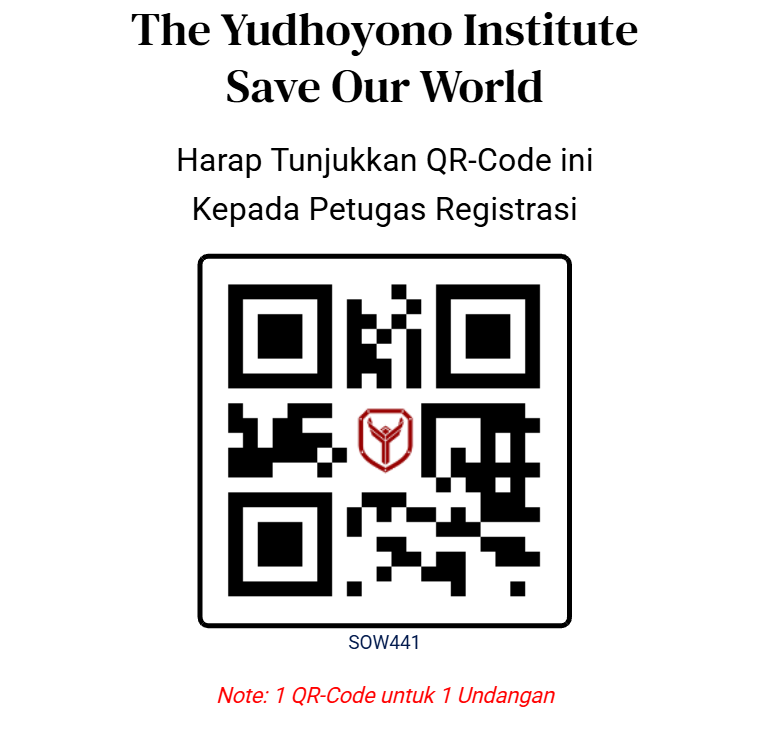 The Yudhoyono Institute
Save Our World
Harap Tunjukkan QR-Code ini
Kepada Petugas Registrasi
SOW441
Note: 1 QR-Code untuk 1 Undangan